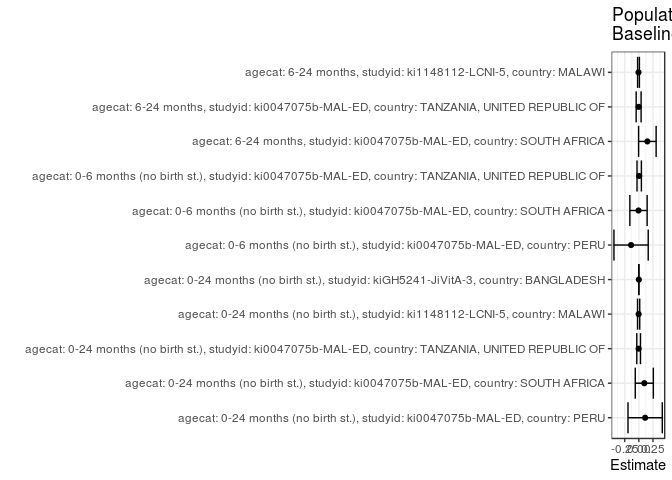 Populat
Baselin
agecat: 6-24 months, studyid: ki1148112-LCNI-5, country: MALAWI
agecat: 6-24 months, studyid: ki0047075b-MAL-ED, country: TANZANIA, UNITED REPUBLIC OF
agecat: 6-24 months, studyid: ki0047075b-MAL-ED, country: SOUTH AFRICA
agecat: 0-6 months (no birth st.), studyid: ki0047075b-MAL-ED, country: TANZANIA, UNITED REPUBLIC OF
agecat: 0-6 months (no birth st.), studyid: ki0047075b-MAL-ED, country: SOUTH AFRICA
agecat: 0-6 months (no birth st.), studyid: ki0047075b-MAL-ED, country: PERU
agecat: 0-24 months (no birth st.), studyid: kiGH5241-JiVitA-3, country: BANGLADESH
agecat: 0-24 months (no birth st.), studyid: ki1148112-LCNI-5, country: MALAWI
agecat: 0-24 months (no birth st.), studyid: ki0047075b-MAL-ED, country: TANZANIA, UNITED REPUBLIC OF
agecat: 0-24 months (no birth st.), studyid: ki0047075b-MAL-ED, country: SOUTH AFRICA
agecat: 0-24 months (no birth st.), studyid: ki0047075b-MAL-ED, country: PERU
-0.25 0.00 0.25
Estimate